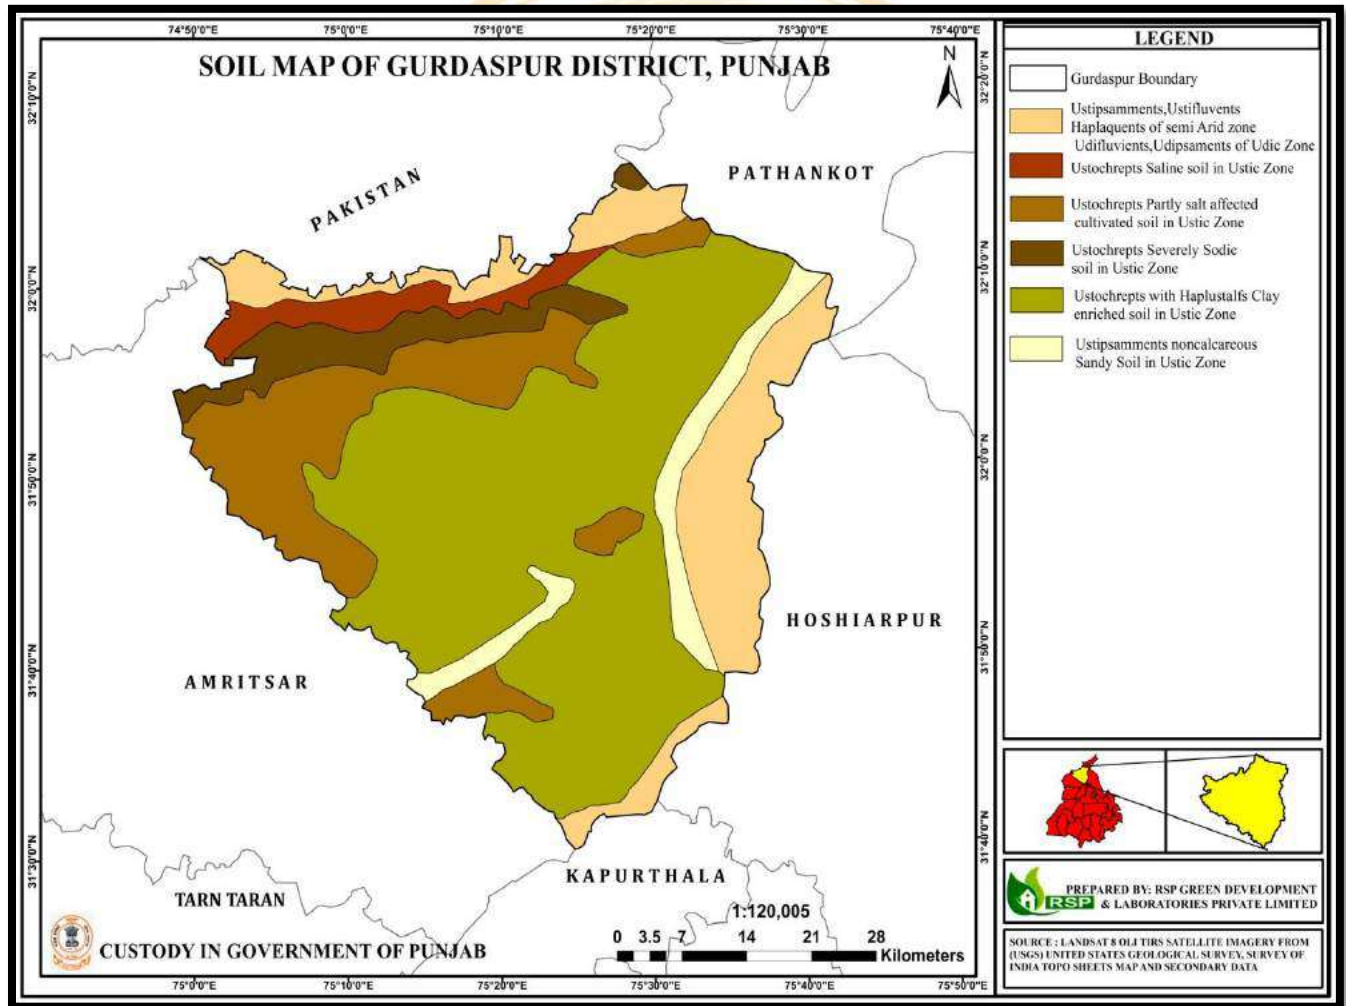 74°50'0"E 75°0'0"E 75°10'0"E 75°20'0"E 75°30'0"E 75°40'0"E
SOIL MAP OF GURDASPUR DISTRICT, PUNJAB
N
32°10'0"N
32°0'0"N
31°50'0"N
31°40'0"N
31°30'0"N
32°20'0"N
32°10'0"N
32°0'0"N
31°50'0"N
31°40'0"N
PAKISTAN
PATHANKOT
HOSHIARPUR
AMRITSAR
KAPURTHALA
TARN TARAN
CUSTODY IN GOVERNMENT OF PUNJAB
1:120,005
0 3.5 7 14 21 28
Kilometers
75°0'0"E 75°10'0"E 75°20'0"E 75°30'0"E 75°40'0"E 75°50'0"E
LEGEND
Gurdaspur Boundary
Ustipsamments,Ustifluvents
Haplaquents of semi Arid zone
Udifluvients,Udipsaments of Udic Zone
Ustochrepts Saline soil in Ustic Zone
Ustochrepts Partly salt affected
cultivated soil in Ustic Zone
Ustochrepts Severely Sodie
soil in Ustic Zone
Ustochrepts with Haplustalfs Clay
enriched soil in Ustic Zone
Ustipsamments noncalcareous
Sandy Soil in Ustic Zone
RSP
PREPARED BY: RSP GREEN DEVELOPMENT
& LABORATORIES PRIVATE LIMITED
SOURCE : LANDSAT 8 OLI TIRS SATELLITE IMAGERY FROM
(USGS) UNITED STATES GEOLOGICAL SURVEY, SURVEY OF
INDIA TOPO SHEETS MAP AND SECONDARY DATA